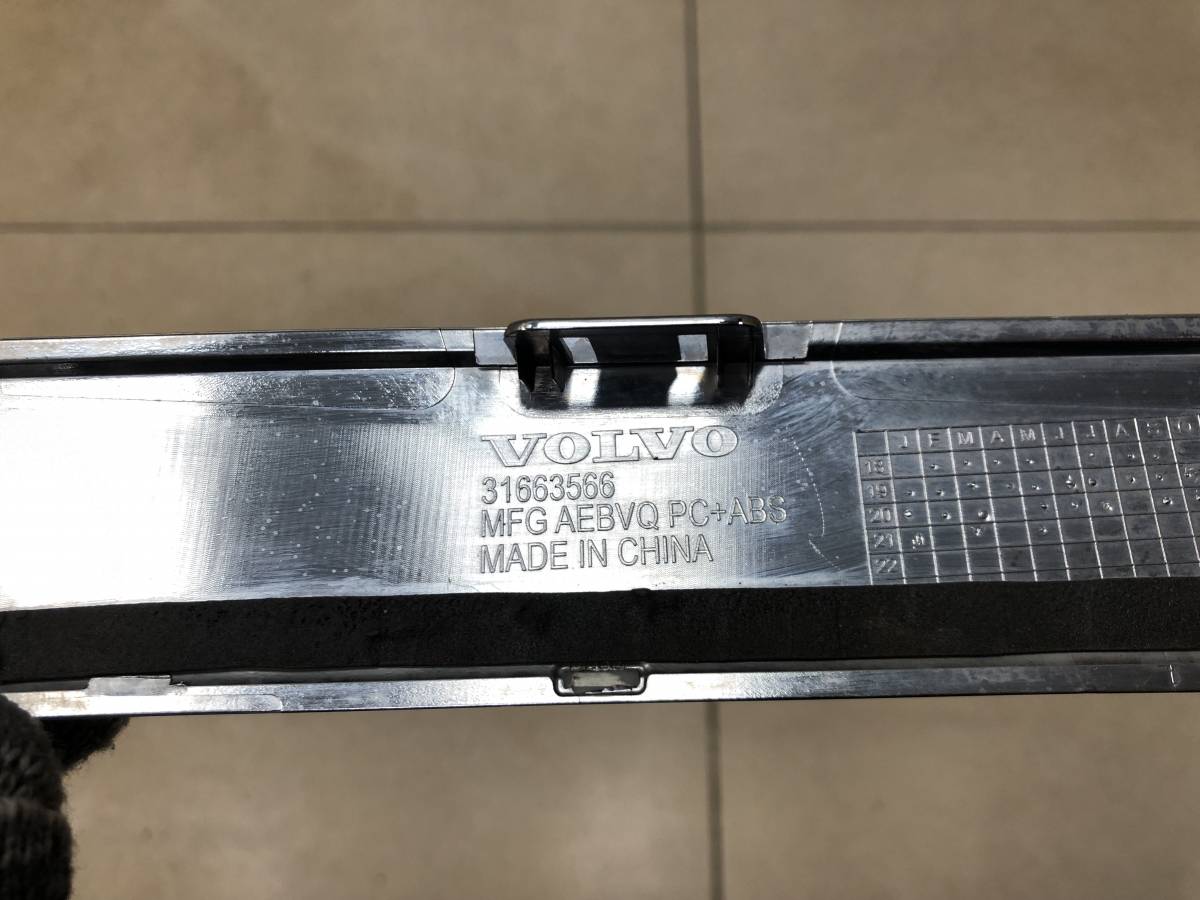 VOLVO
31663566
MFG AEBVQ PC+ABS
MADE IN CHINA
J F M A M J J A S O
18
19
20
21
22